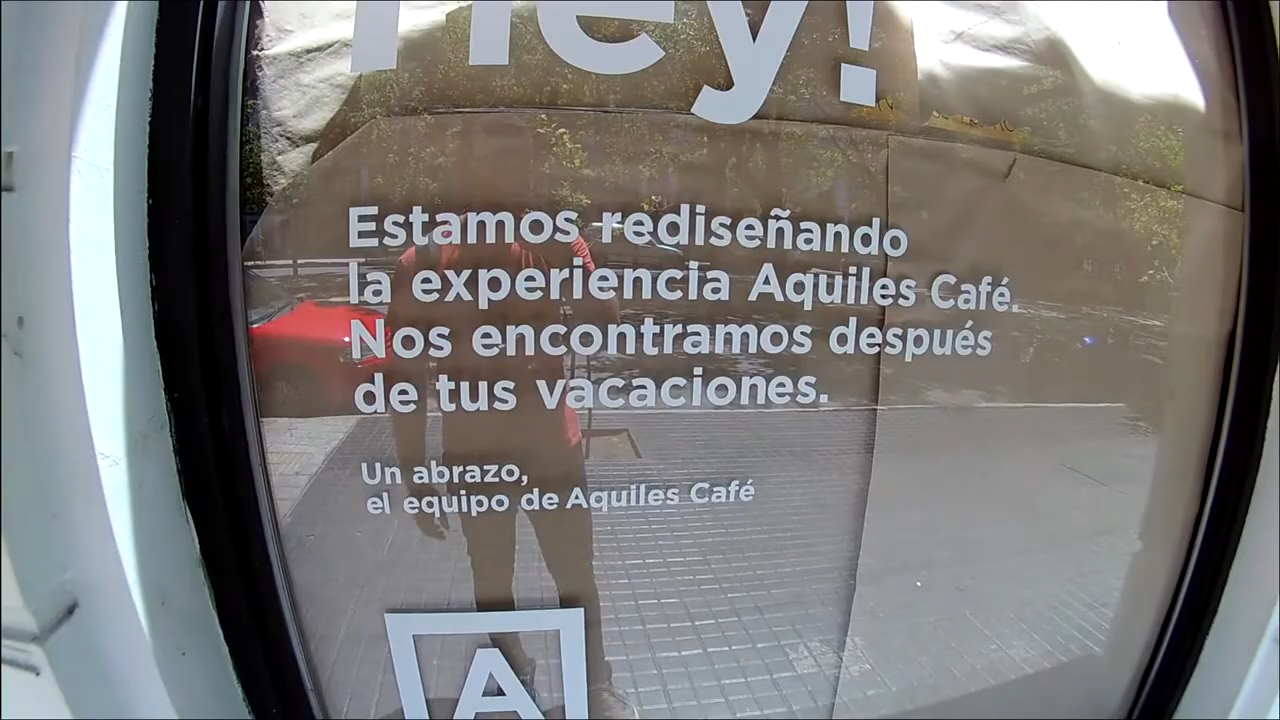 hey!
Estamos rediseñando
la experiencia Aquiles Café.
Nos encontramos después
de tus vacaciones.
Un abrazo,
el equipo de Aquiles Café
A